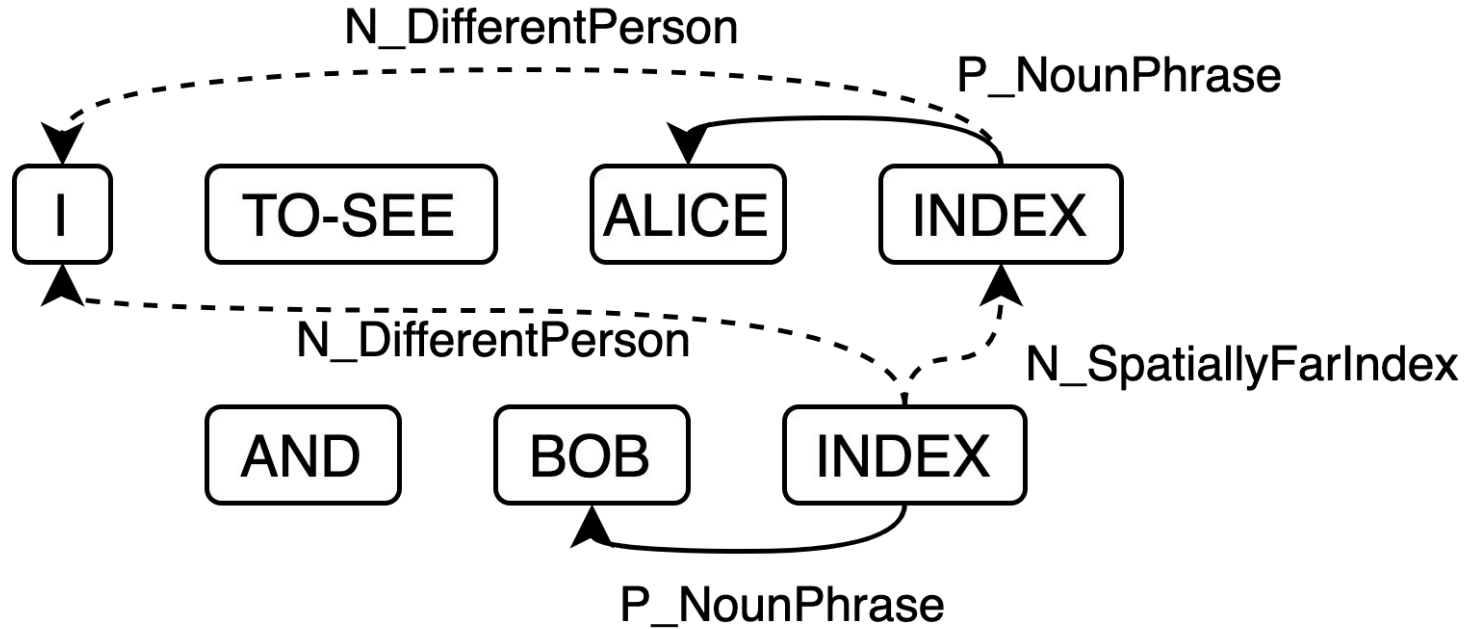 N_DifferentPerson
P_NounPhrase
I TO-SEE ALICE INDEX
N_DifferentPerson
N_SpatiallyFarIndex
AND BOB INDEX
P_NounPhrase